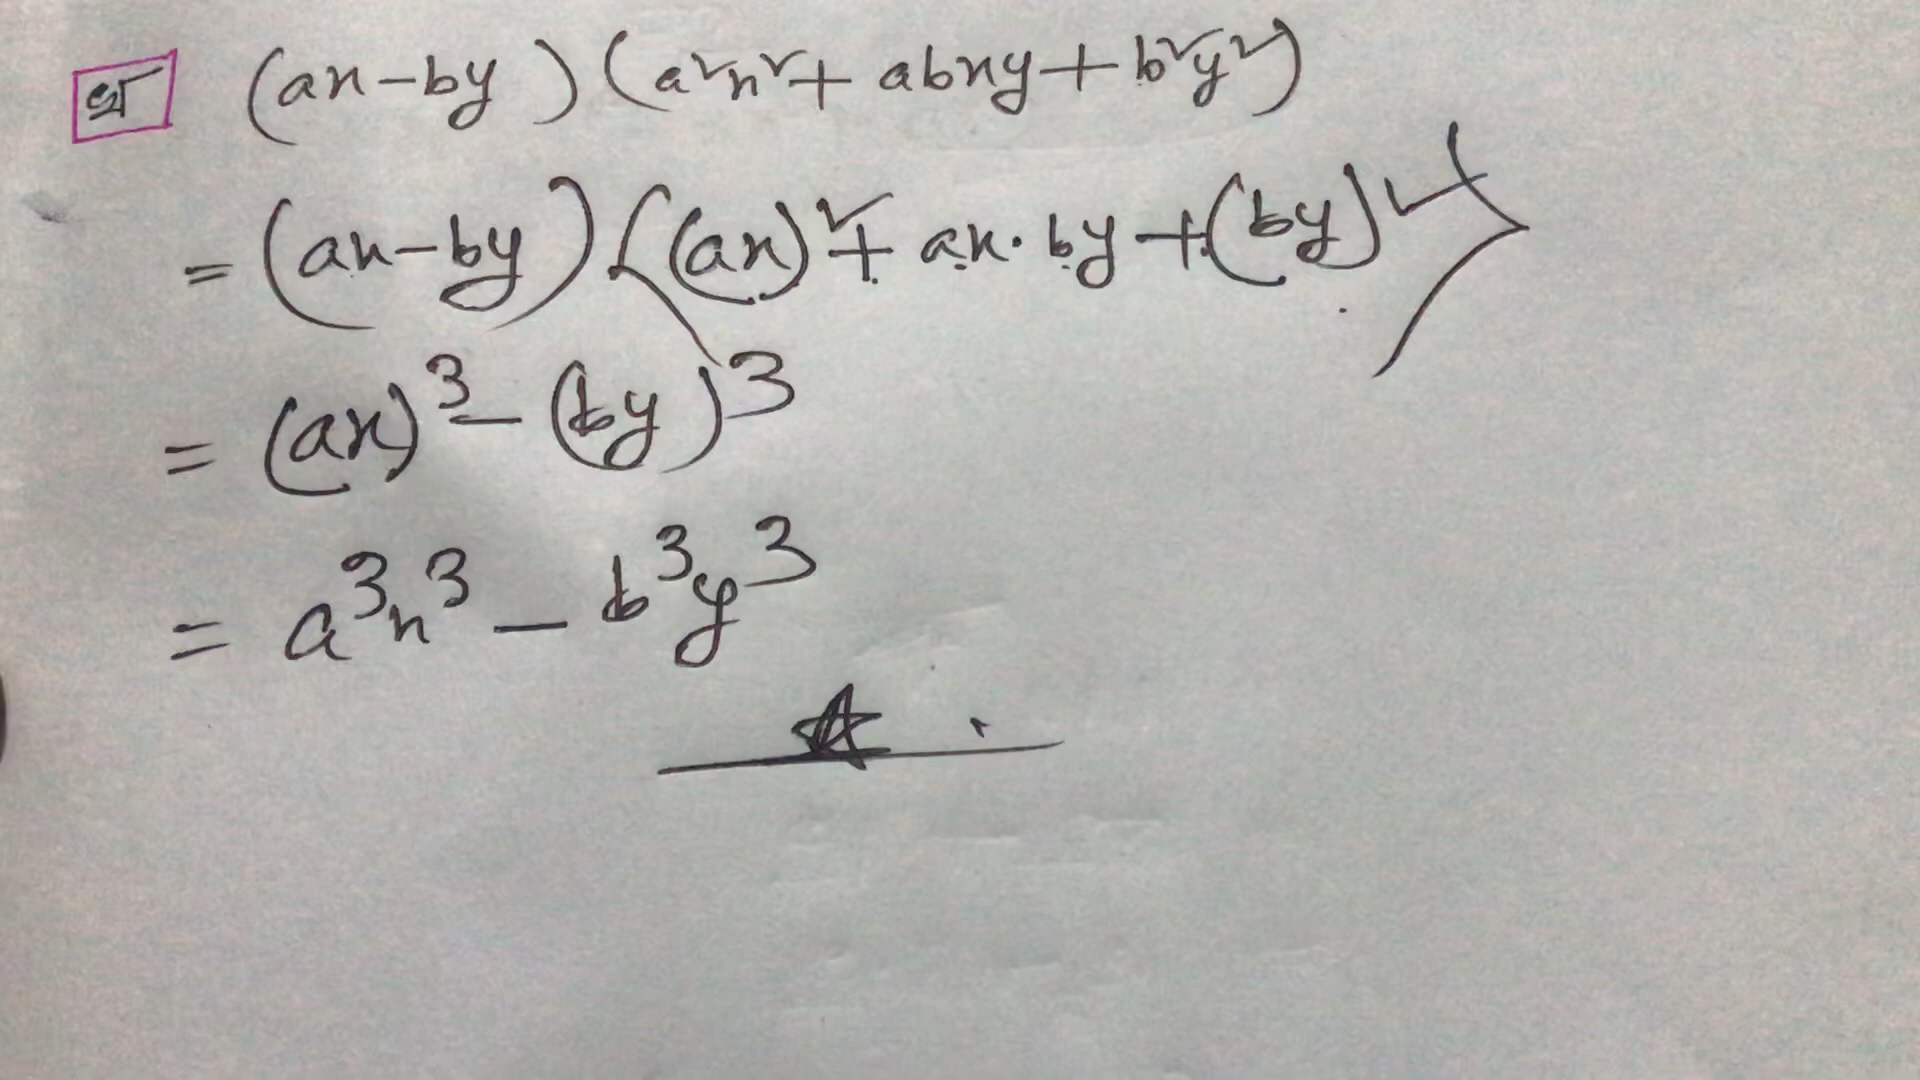 খ (ax-by) (a²x²+ abxy + b²y²)
= (ax-by) {(ax)²+ ax·by + (by)²}
= (ax)³ - (by)³
= a³x³ - b³y³